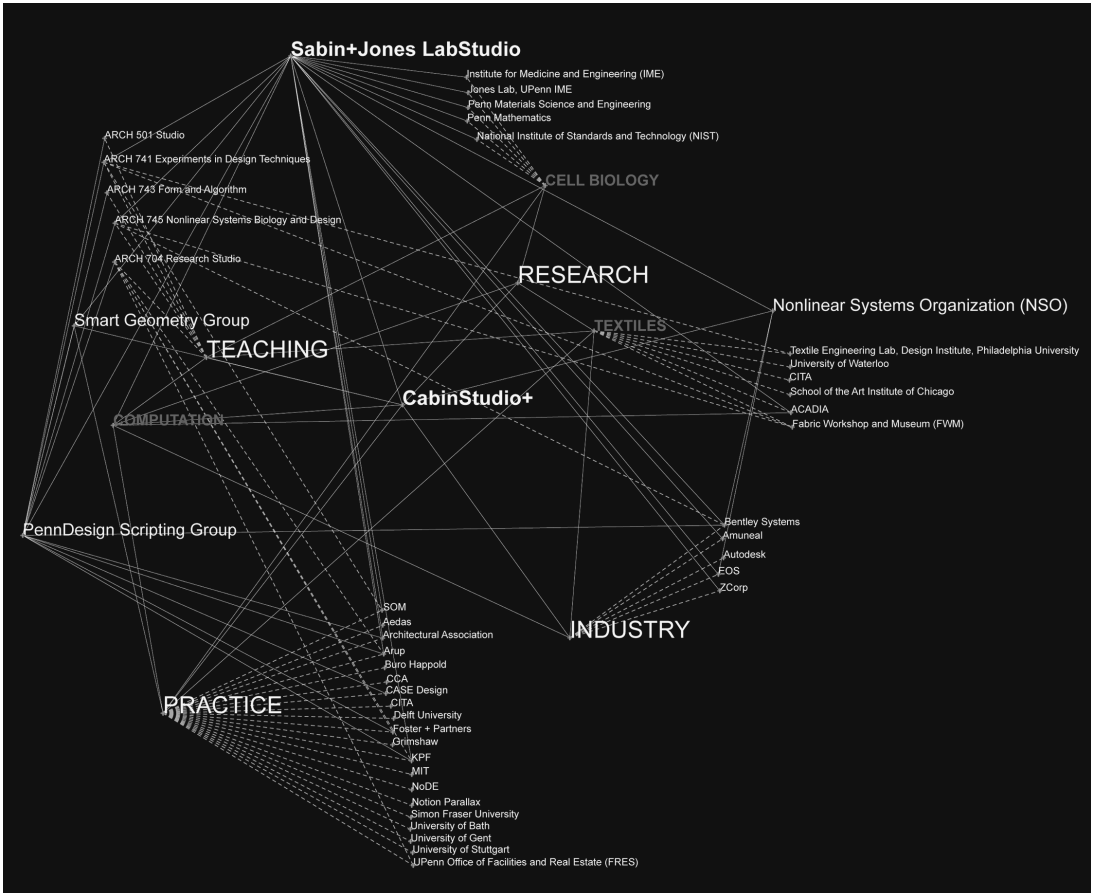 Sabin+Jones LabStudio
Institute for Medicine and Engineering (IME)
Jones Lab, UPenn IME
Penn Materials Science and Engineering
Penn Mathematics
National Institute of Standards and Technology (NIST)
ARCH 501 Studio
ARCH 741 Experiments in Design Techniques
CELL BIOLOGY
ARCH 743 Form and Algorithm
ARCH 745 Nonlinear Systems Biology and Design
ARCH 704 Research Studio
RESEARCH
Nonlinear Systems Organization (NSO)
Smart Geometry Group
TEXTILES
TEACHING
Textile Engineering Lab, Design Institute, Philadelphia University
University of Waterloo
CITA
School of the Art Institute of Chicago
CabinStudio+
ACADIA
COMPUTATION
Fabric Workshop and Museum (FWM)
PennDesign Scripting Group
Bentley Systems
Amuneal
Autodesk
EOS
ZCorp
SOM
Aedas
INDUSTRY
Architectural Association
Arup
Buro Happold
CCA
CASE Design
PRACTICE
CITA
Delft University
Foster + Partners
Grimshaw
KPF
MIT
NoDE
Notion Parallax
Simon Fraser University
University of Bath
University of Gent
University of Stuttgart
UPenn Office of Facilities and Real Estate (FRES)